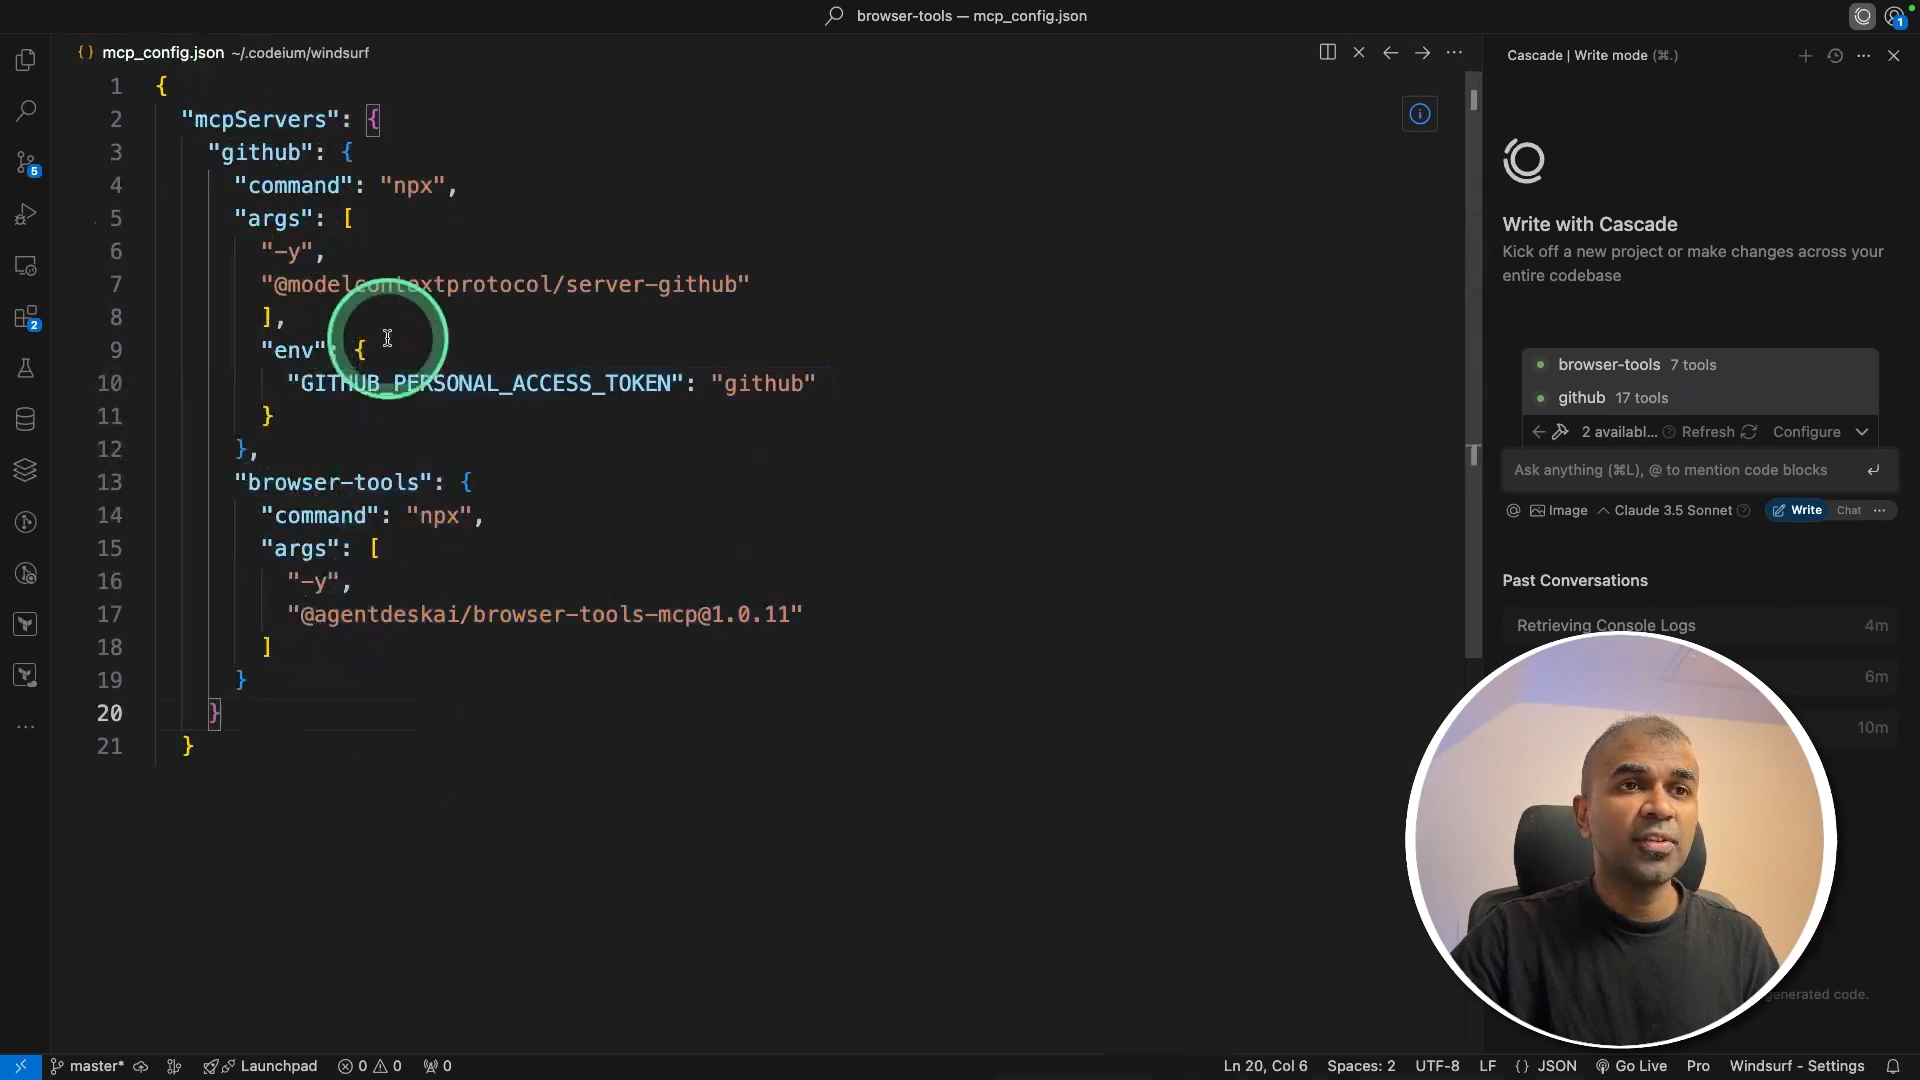 browser-tools — mcp_config.json
1
{} mcp_config.json ~/.codeium/windsurf
Cascade | Write mode (⌘.)
1 {
2 "mcpServers": {
3 "github": {
4 "command": "npx",
5 "args": [
6 "-y",
7 "@modelcontextprotocol/server-github"
8 ],
9 "env": {
10 "GITHUB_PERSONAL_ACCESS_TOKEN": "github"
11 }
12 },
13 "browser-tools": {
14 "command": "npx",
15 "args": [
16 "-y",
17 "@agentdeskai/browser-tools-mcp@1.0.11"
18 ]
19 }
20 }
21 }
5
2
Write with Cascade
Kick off a new project or make changes across your
entire codebase
browser-tools 7 tools
github 17 tools
2 availabl... Refresh Configure
Ask anything (⌘L), @ to mention code blocks
@ Image Claude 3.5 Sonnet Write Chat ...
Past Conversations
Retrieving Console Logs 4m
6m
10m
generated code.
master* Launchpad 0 0 0 Ln 20, Col 6 Spaces: 2 UTF-8 LF {} JSON Go Live Pro Windsurf - Settings